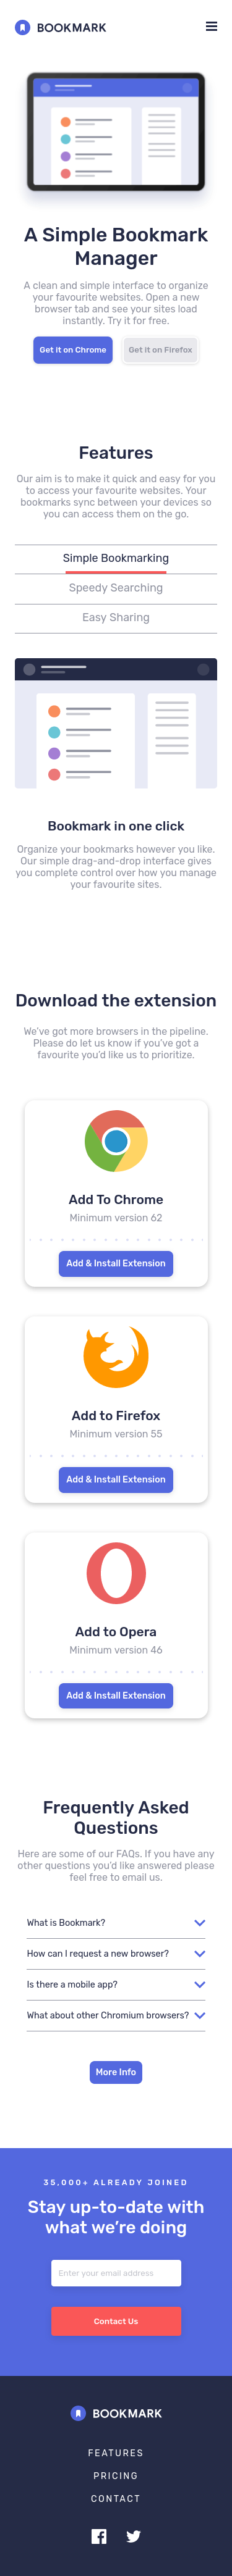 BOOKMARK
A Simple Bookmark
Manager
A clean and simple interface to organize
your favourite websites. Open a new
browser tab and see your sites load
instantly. Try it for free.
Get it on Chrome
Get it on Firefox
Features
Our aim is to make it quick and easy for you
to access your favourite websites. Your
bookmarks sync between your devices so
you can access them on the go.
Simple Bookmarking
Speedy Searching
Easy Sharing
Bookmark in one click
Organize your bookmarks however you like.
Our simple drag-and-drop interface gives
you complete control over how you manage
your favourite sites.
Download the extension
We've got more browsers in the pipeline.
Please do let us know if you've got a
favourite you'd like us to prioritize.
Add To Chrome
Minimum version 62
Add & Install Extension
Add to Firefox
Minimum version 55
Add & Install Extension
Add to Opera
Minimum version 46
Add & Install Extension
Frequently Asked
Questions
Here are some of our FAQs. If you have any
other questions you'd like answered please
feel free to email us.
What is Bookmark?
How can I request a new browser?
Is there a mobile app?
What about other Chromium browsers?
More Info
35,000+ ALREADY JOINED
Stay up-to-date with
what we're doing
Enter your email address
Contact Us
BOOKMARK
FEATURES
PRICING
CONTACT